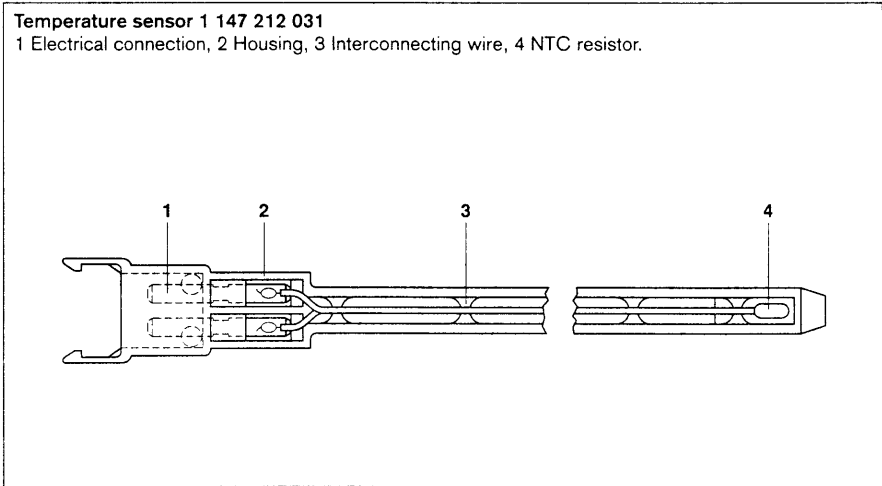 Temperature sensor 1 147 212 031
1 Electrical connection, 2 Housing, 3 Interconnecting wire, 4 NTC resistor.
1 2 3 4